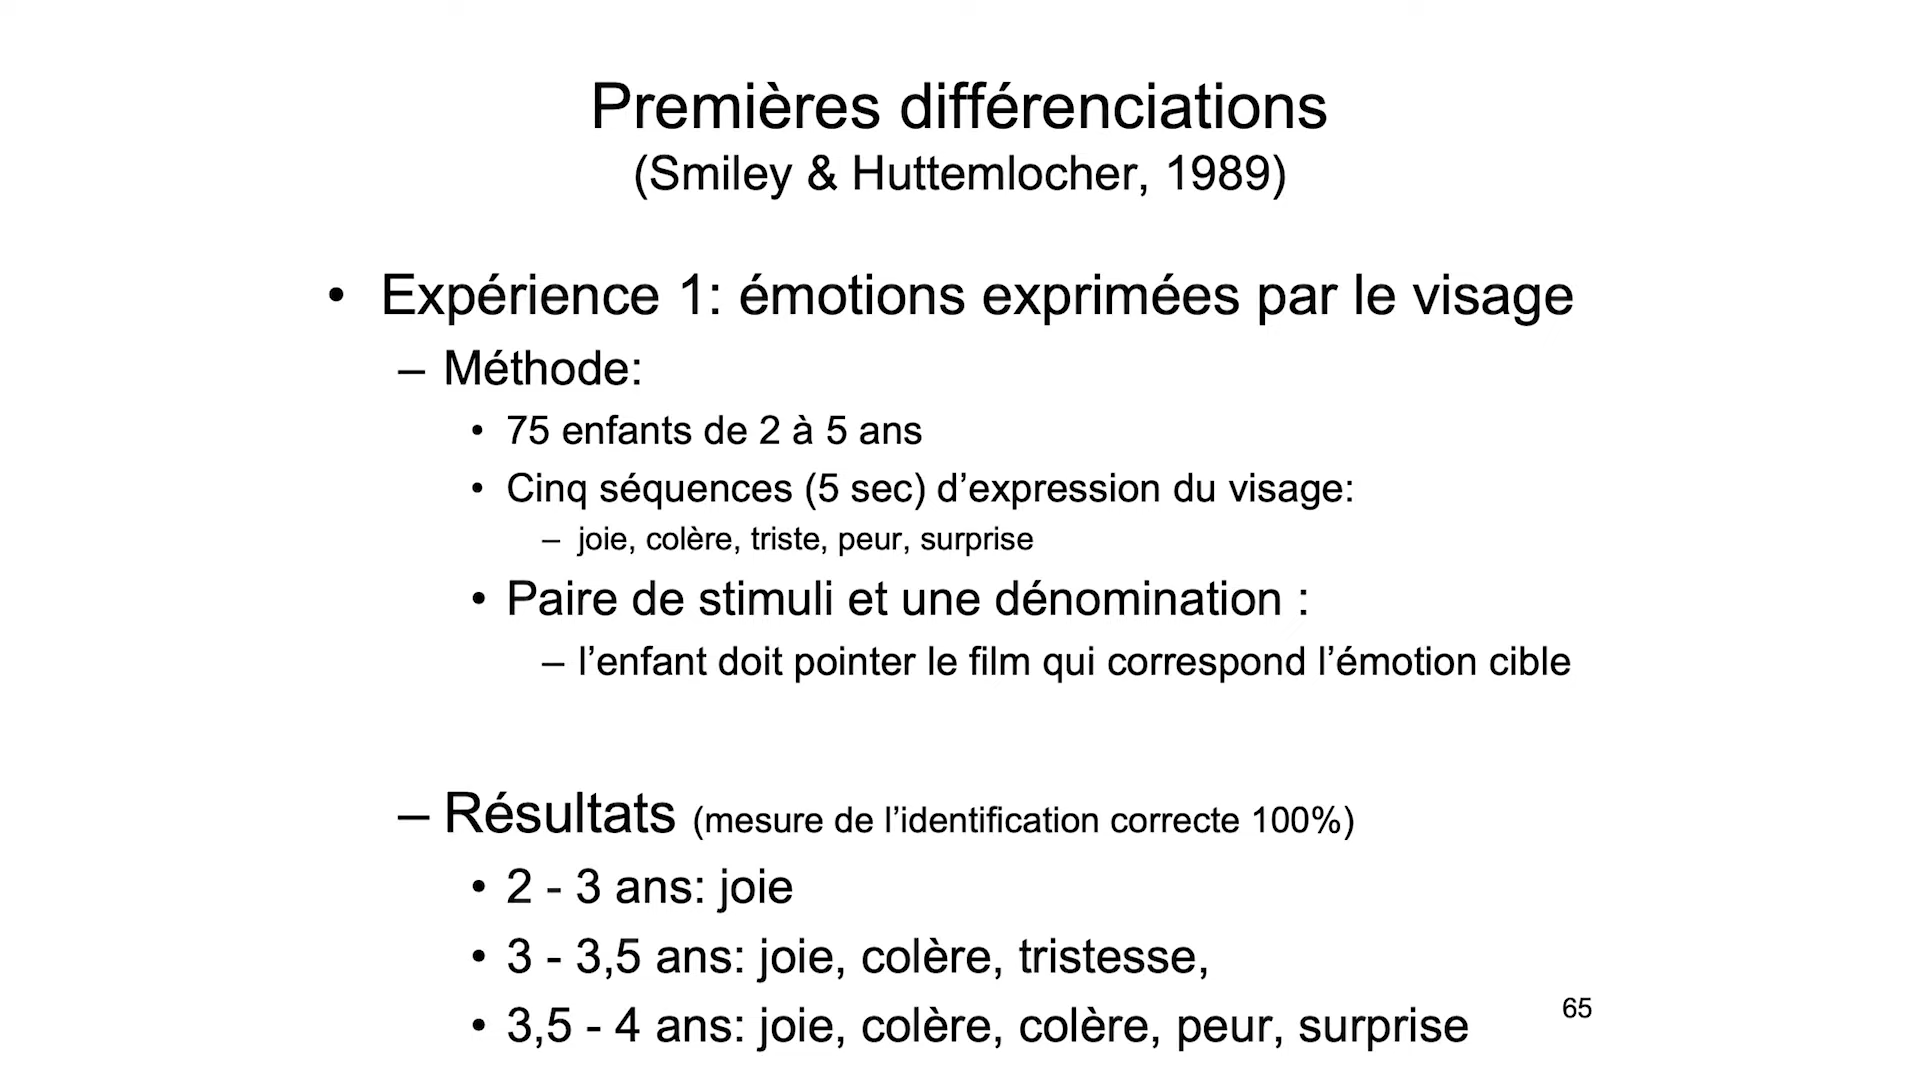 Premières différenciations
(Smiley & Huttemlocher, 1989)
• Expérience 1: émotions exprimées par le visage
– Méthode:
• 75 enfants de 2 à 5 ans
• Cinq séquences (5 sec) d’expression du visage:
– joie, colère, triste, peur, surprise
• Paire de stimuli et une dénomination :
– l’enfant doit pointer le film qui correspond l’émotion cible
– Résultats (mesure de l’identification correcte 100%)
• 2 - 3 ans: joie
• 3 - 3,5 ans: joie, colère, tristesse,
• 3,5 - 4 ans: joie, colère, colère, peur, surprise
65